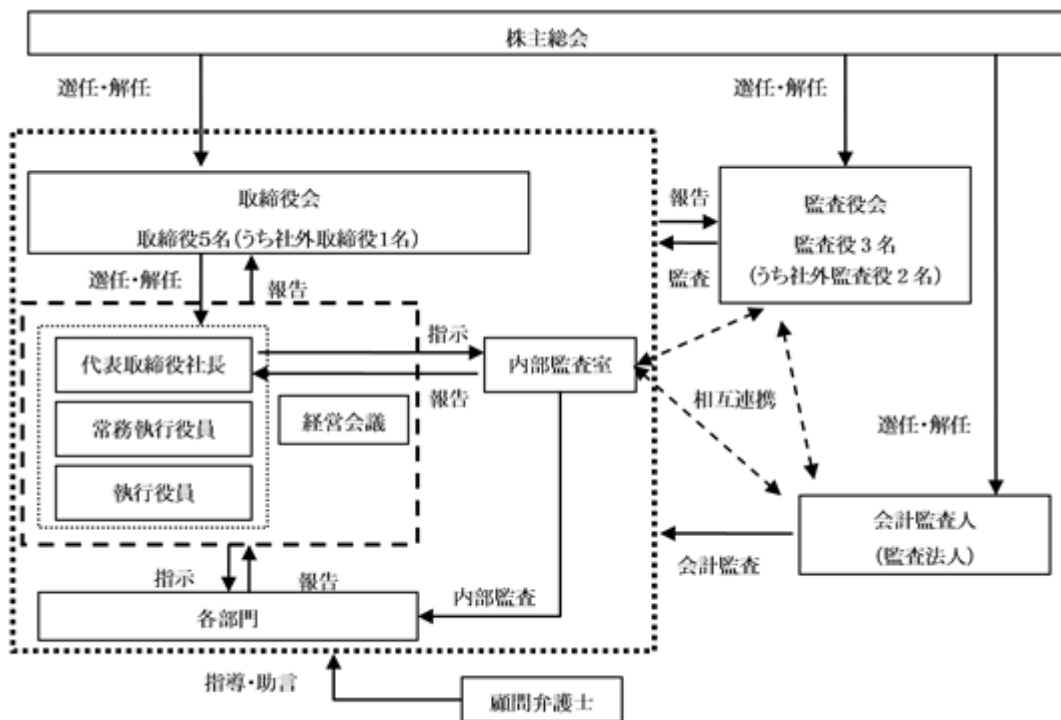 株主総会
選任・解任
選任・解任
取締役会
取締役5名(うち社外取締役1名)
報告
監査役会
監査役3名
(うち社外監査役2名)
監査
選任・解任
報告
代表取締役社長
指示
内部監査室
報告
常務執行役員
経営会議
相互連携
選任・解任
執行役員
会計監査人
(監査法人)
会計監査
指示
報告
内部監査
各部門
指導・助言
顧問弁護士